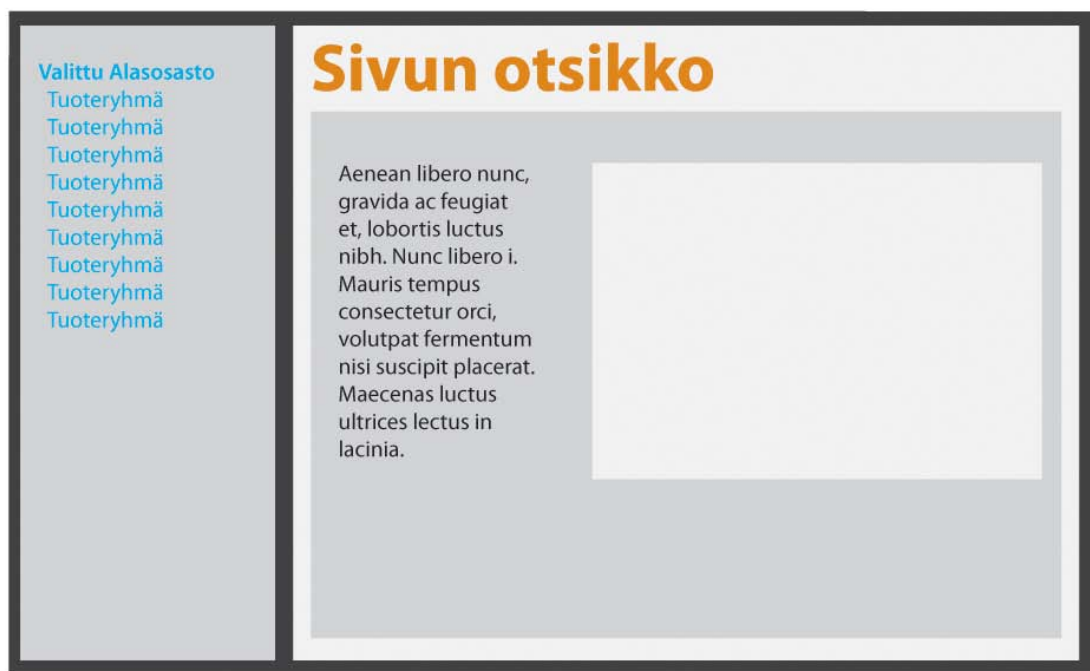 Valittu Alasosasto
Tuoteryhmä
Tuoteryhmä
Tuoteryhmä
Tuoteryhmä
Tuoteryhmä
Tuoteryhmä
Tuoteryhmä
Tuoteryhmä
Tuoteryhmä
Sivun otsikko
Aenean libero nunc,
gravida ac feugiat
et, lobortis luctus
nibh. Nunc libero i.
Mauris tempus
consectetur orci,
volutpat fermentum
nisi suscipit placerat.
Maecenas luctus
ultrices lectus in
lacinia.